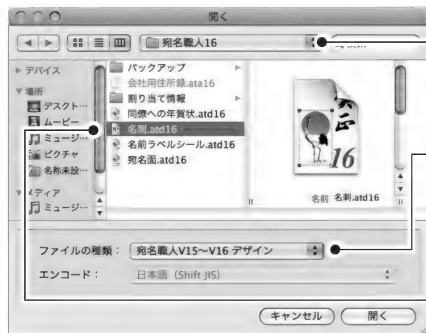 開く
宛名職人16
検索
デバイス
場所
デスクト…
ムービー
ミュージ…
ピクチャ
名称未設…
メディア
ミュージ…
バックアップ
会社用住所録.ata16
割り当て情報
同僚への年賀状.atd16
名刺.atd16
名前ラベルシール.atd16
宛名面.atd16
16
名前 名刺.atd16
ファイルの種類： 宛名職人V15～V16 デザイン
エンコード： 日本語（Shift JIS）
キャンセル 開く